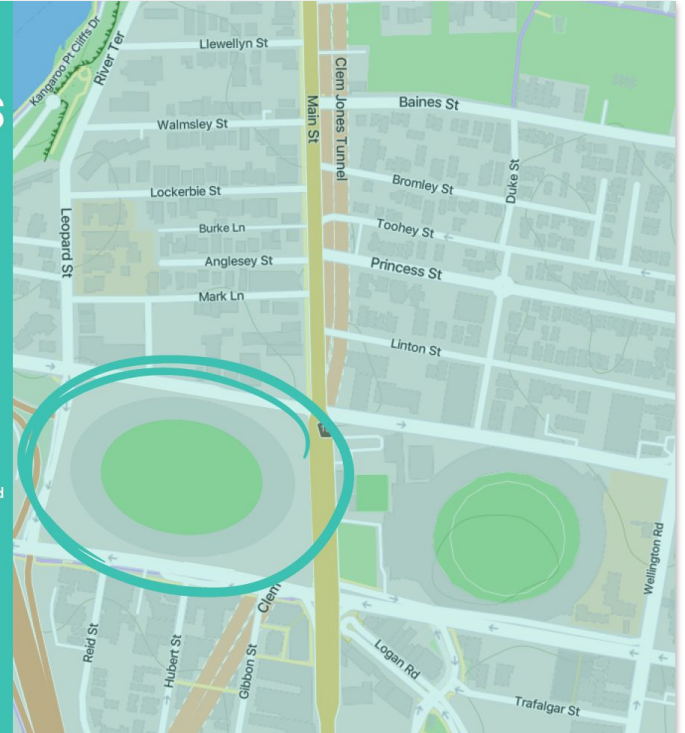 S
Kangaroo Pt Cliffs Dr
River Ter
Llewellyn St
Clem Jones Tunnel
Main St
Baines St
Walmsley St
Duke St
Bromley St
Lockerbie St
Leopard St
Burke Ln
Toohey St
Anglesey St
Princess St
Mark Ln
Linton St
d
Wellington Rd
Clem
Reid St
Hubert St
Gibbon St
Logan Rd
Trafalgar St